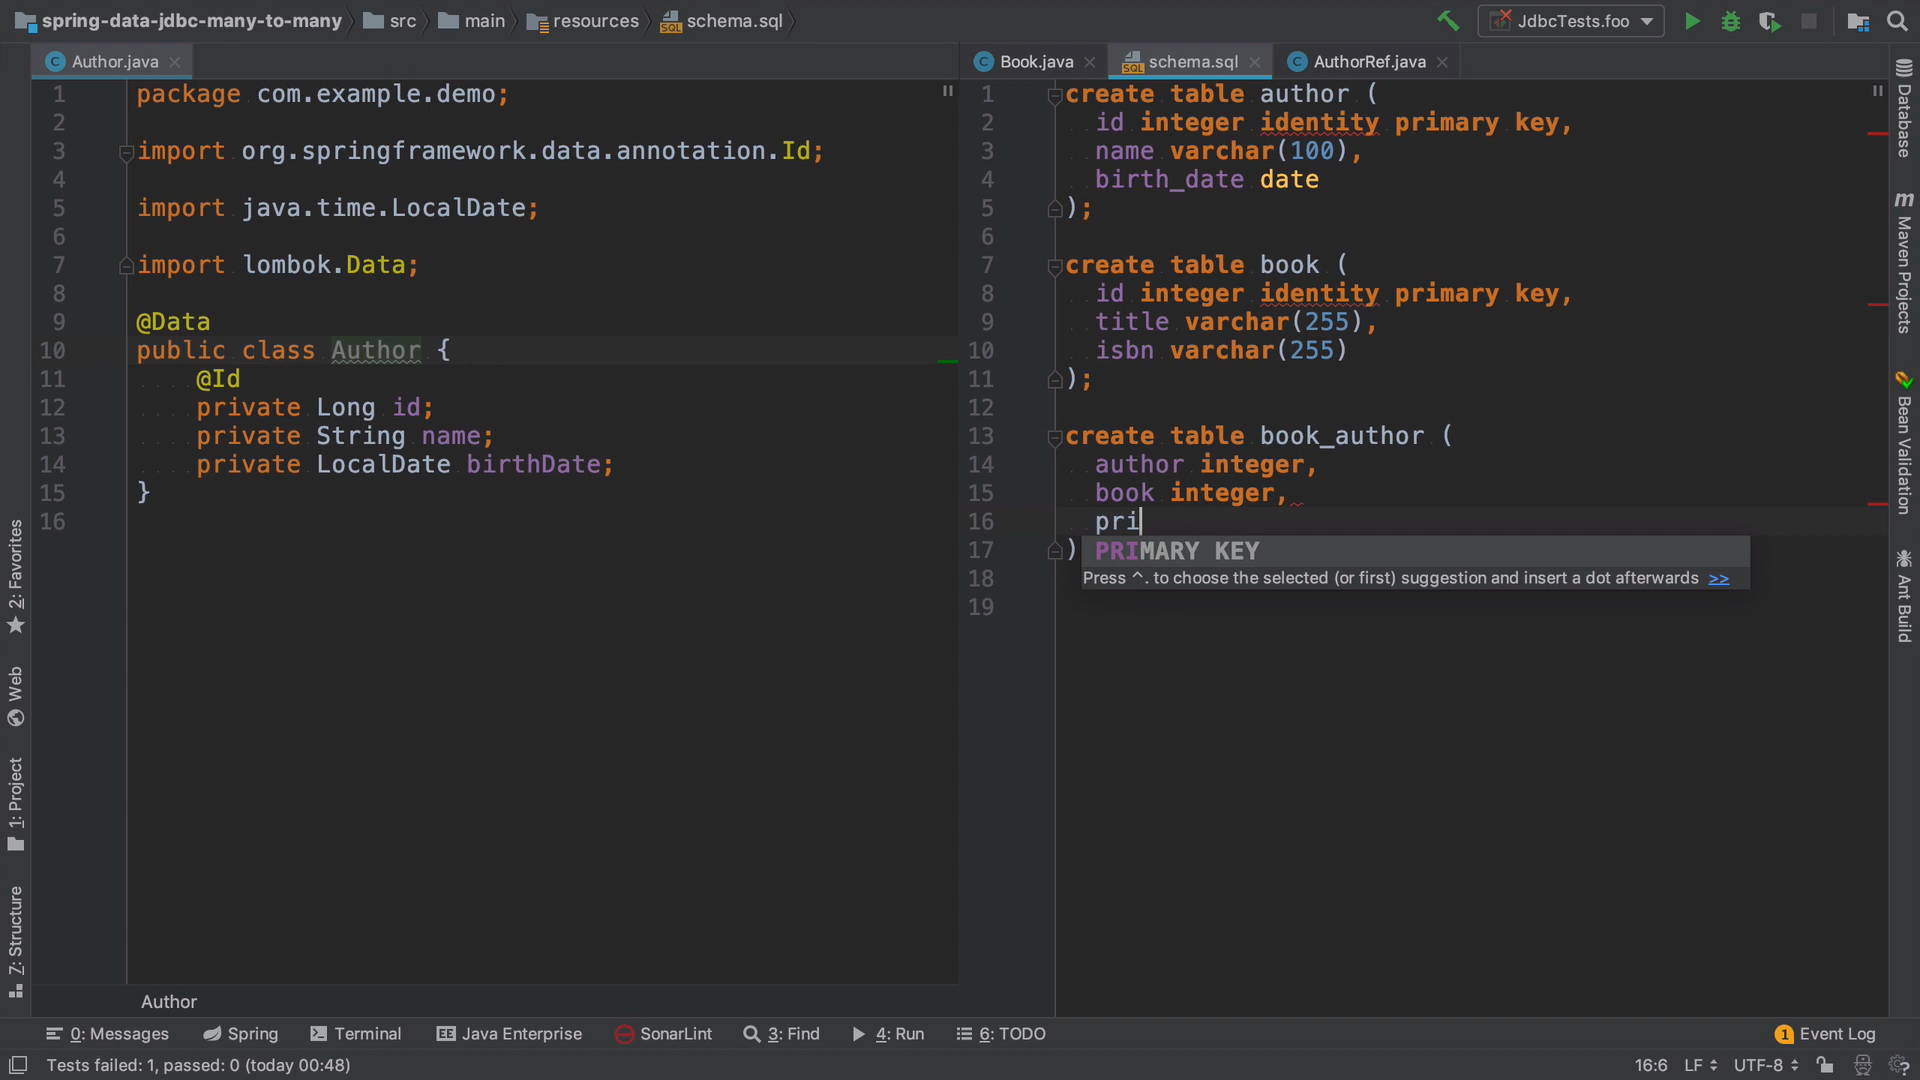 spring-data-jdbc-many-to-many src main resources schema.sql JdbcTests.foo
Author.java
1 package com.example.demo;
2
3 import org.springframework.data.annotation.Id;
4
5 import java.time.LocalDate;
6
7 import lombok.Data;
8
9 @Data
10 public class Author {
11 @Id
12 private Long id;
13 private String name;
14 private LocalDate birthDate;
15 }
16
Author
Book.java schema.sql AuthorRef.java
1 create table author (
2 id integer identity primary key,
3 name varchar(100),
4 birth_date date
5 );
6
7 create table book (
8 id integer identity primary key,
9 title varchar(255),
10 isbn varchar(255)
11 );
12
13 create table book_author (
14 author integer,
15 book integer,
16 pri
17 )
PRIMARY KEY
Press ^. to choose the selected (or first) suggestion and insert a dot afterwards >>
18
19
2: Favorites
Web
1: Project
Z: Structure
Database
m Maven Projects
Bean Validation
Ant Build
0: Messages Spring Terminal EE Java Enterprise SonarLint 3: Find 4: Run 6: TODO 1 Event Log
Tests failed: 1, passed: 0 (today 00:48) 16:6 LF UTF-8